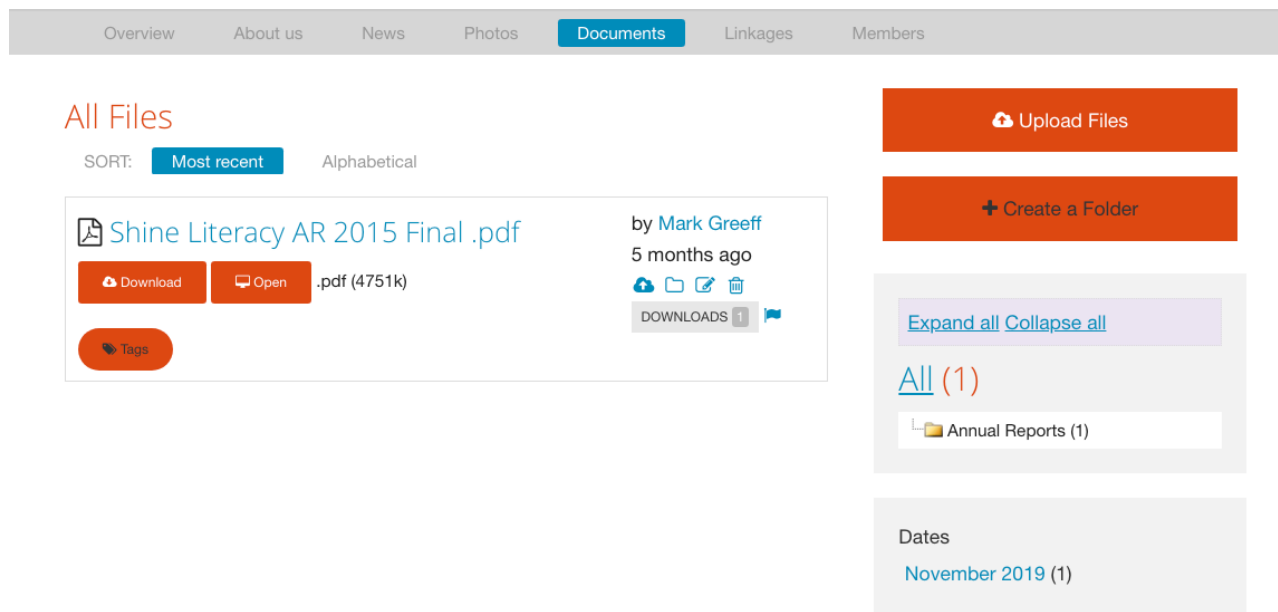 Overview About us News Photos Documents Linkages Members
All Files
SORT: Most recent Alphabetical
Shine Literacy AR 2015 Final .pdf
Download Open .pdf (4751k)
Tags
by Mark Greeff
5 months ago
DOWNLOADS 1
Upload Files
Create a Folder
Expand all Collapse all
All (1)
Annual Reports (1)
Dates
November 2019 (1)